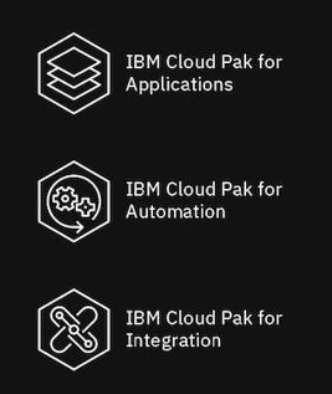 IBM Cloud Pak for
Applications
IBM Cloud Pak for
Automation
IBM Cloud Pak for
Integration